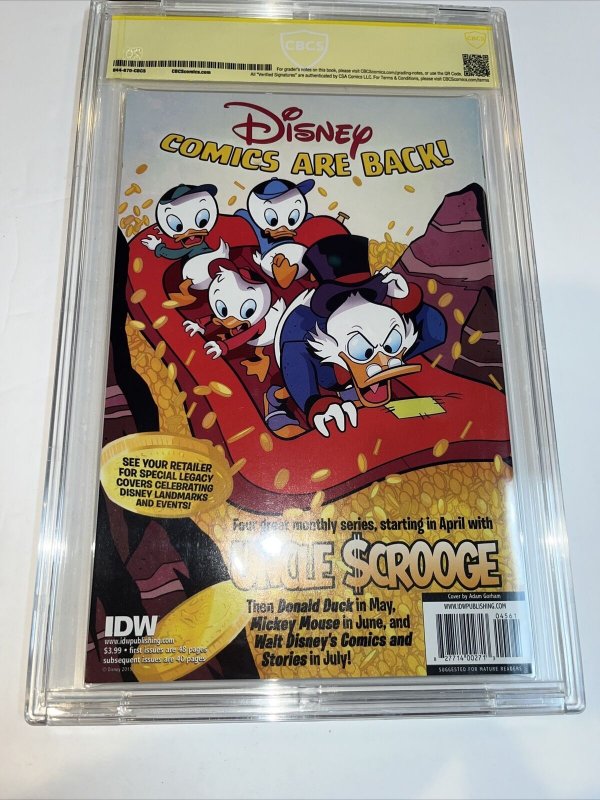 CBCS
For grader's notes on this book, please visit CBCScomics.com/grading-notes, or use the QR Code.
All "Verified Signatures" are authenticated by CSA Comics LLC. For Terms & Conditions, please visit CBCScomics.com/terms
CBCScomics.com
DISNEY
COMICS ARE BACK!
SEE YOUR RETAILER
FOR SPECIAL LEGACY
COVERS CELEBRATING
DISNEY LANDMARKS
AND EVENTS!
Four great monthly series, starting in April with
UNCLE $CROOGE
Then Donald Duck in May,
Mickey Mouse in June, and
Walt Disney's Comics and
Stories in July!
IDW
www.idwpublishing.com
$3.99 • first issues are 48 pages
subsequent issues are 40 pages
© Disney
Cover by Adam Gorham
WWW.IDWPUBLISHING.COM
04561
8 27714 00271
SUGGESTED FOR MATURE READERS